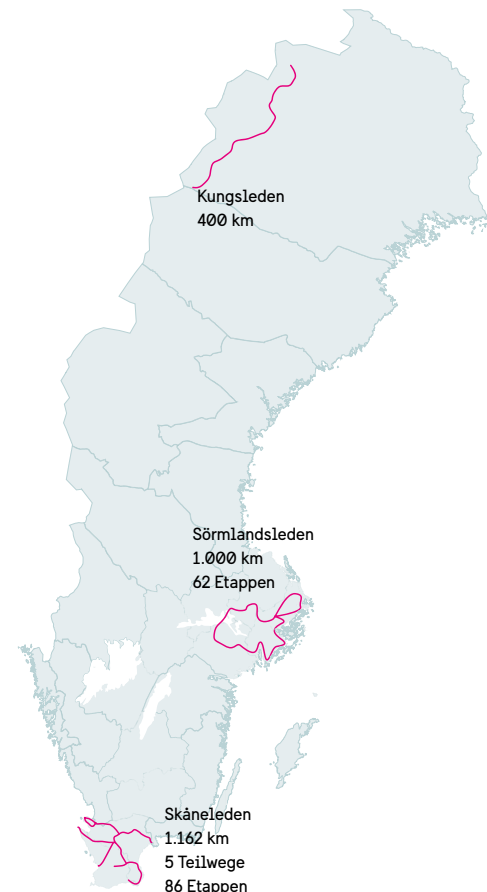 Kungsleden
400 km
Sörmlandsleden
1.000 km
62 Etappen
Skåneleden
1.162 km
5 Teilwege
86 Etappen